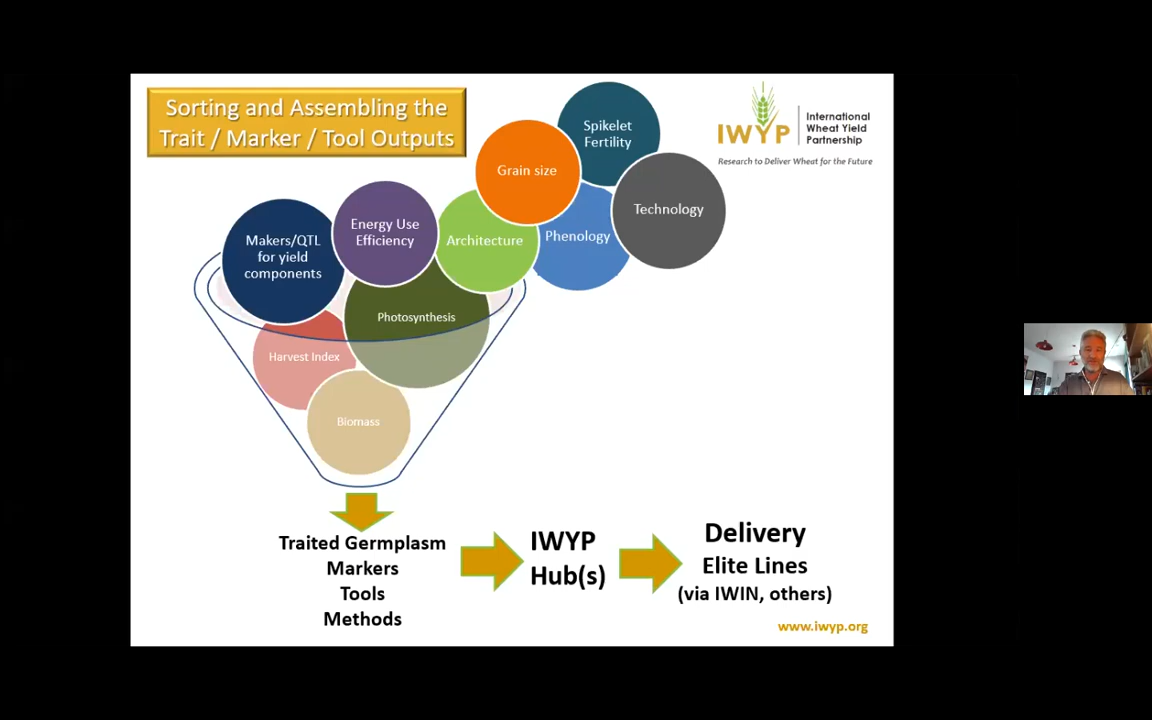 Sorting and Assembling the
Trait / Marker / Tool Outputs
IWYP
International
Wheat Yield
Partnership
Research to Deliver Wheat for the Future
Spikelet
Fertility
Grain size
Technology
Energy Use
Efficiency
Architecture
Phenology
Makers/QTL
for yield
components
Photosynthesis
Harvest Index
Biomass
Traited Germplasm
Markers
Tools
Methods
IWYP
Hub(s)
Delivery
Elite Lines
(via IWIN, others)
www.iwyp.org